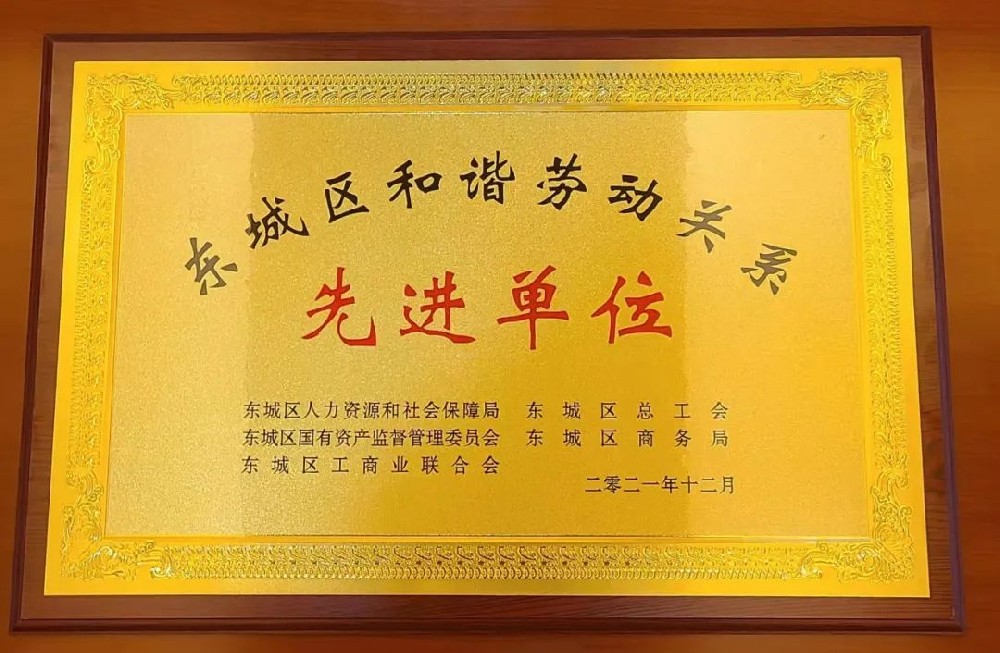 东城区和谐劳动关系
先进单位
东城区人力资源和社会保障局 东城区总工会
东城区国有资产监督管理委员会 东城区商务局
东城区工商业联合会
二零二一年十二月